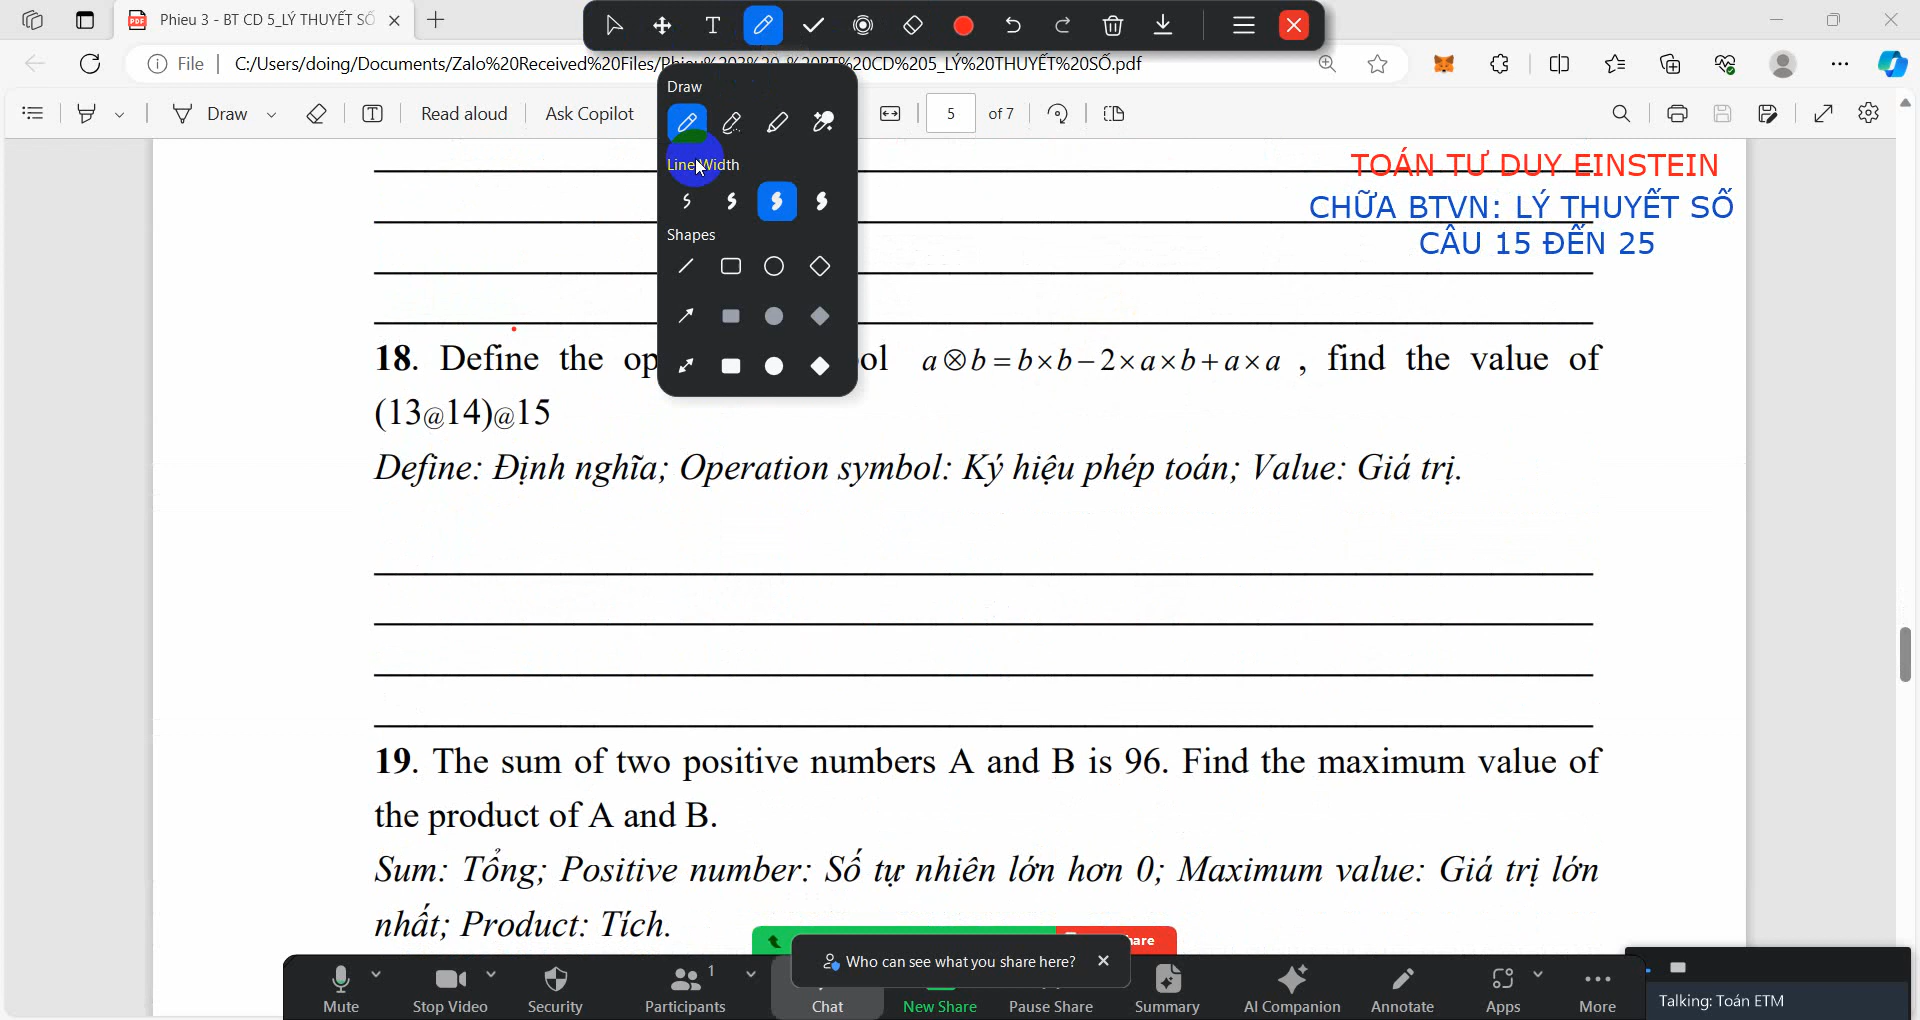 Phieu 3 - BT CD 5_LÝ THUYẾT SỐ
File
C:/Users/doing/Documents/Zalo%20Received%20Files/Phieu%203%20-%20BT%20CD%205_LÝ%20THUYẾT%20SỐ.pdf
Draw
Read aloud
Ask Copilot
5
of 7
Draw
Line Width
Shapes
TOÁN TƯ DUY EINSTEIN
CHỮA BTVN: LÝ THUYẾT SỐ
CÂU 15 ĐẾN 25
18. Define the op ol a⊗b=b×b−2×a×b+a×a , find the value of
(13@14)@15
Define: Định nghĩa; Operation symbol: Ký hiệu phép toán; Value: Giá trị.
19. The sum of two positive numbers A and B is 96. Find the maximum value of
the product of A and B.
Sum: Tổng; Positive number: Số tự nhiên lớn hơn 0; Maximum value: Giá trị lớn
nhất; Product: Tích.
Who can see what you share here?
Mute
Stop Video
Security
Participants
1
Chat
New Share
Pause Share
Summary
AI Companion
Annotate
Apps
More
Talking: Toán ETM